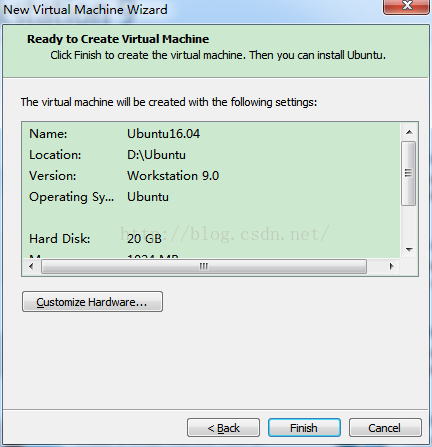 New Virtual Machine Wizard
Ready to Create Virtual Machine
Click Finish to create the virtual machine. Then you can install Ubuntu.
The virtual machine will be created with the following settings:
Name: Ubuntu16.04
Location: D:\Ubuntu
Version: Workstation 9.0
Operating Sy... Ubuntu
http://blog.csdn.net/
Hard Disk: 20 GB
1024 MB
Customize Hardware...
< Back Finish Cancel